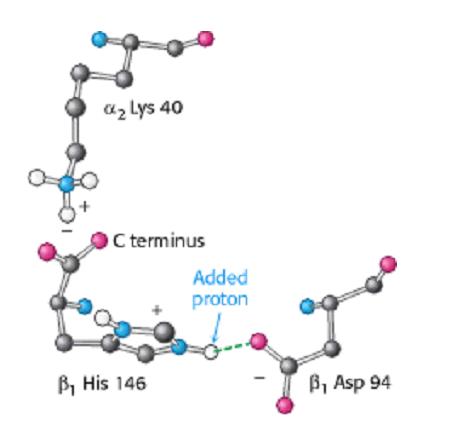 α₂ Lys 40
+
−
C terminus
Added
proton
+
β₁ His 146
−
β₁ Asp 94